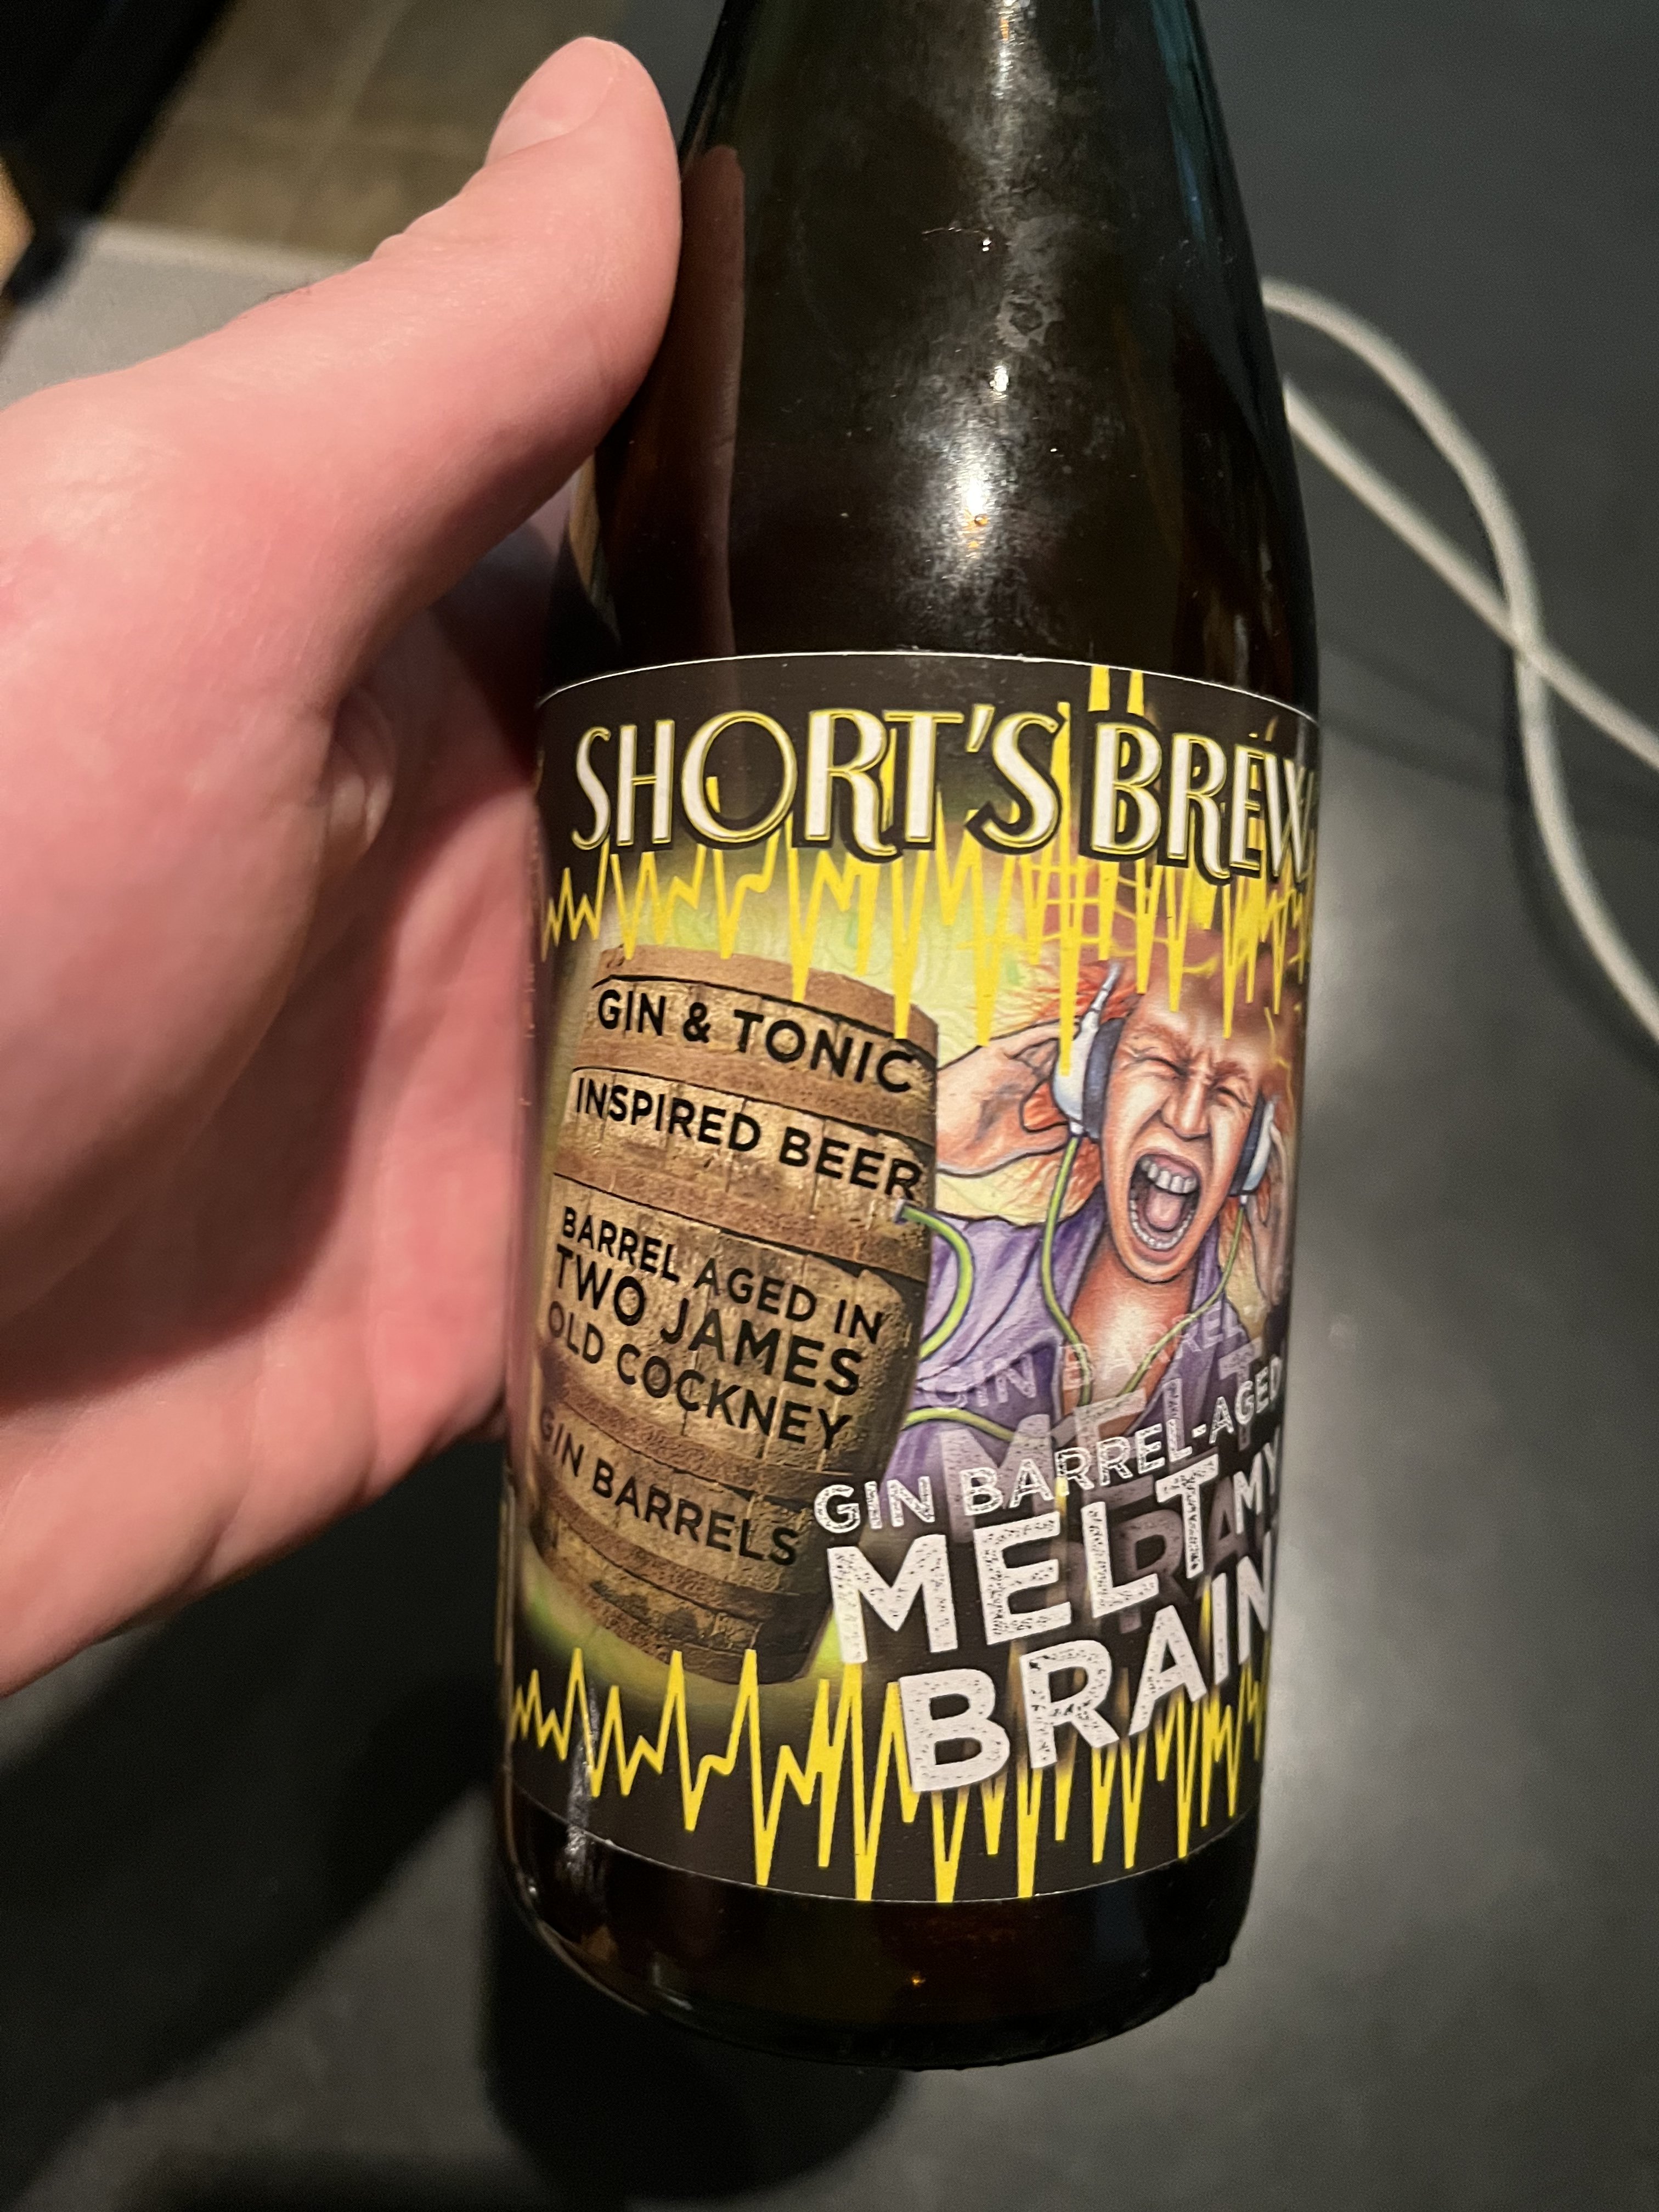 SHORT'S BREW
GIN & TONIC
INSPIRED BEER
BARREL AGED IN
TWO JAMES
OLD COCKNEY
GIN BARRELS
GIN BARREL-AGED
MELT MY
BRAIN